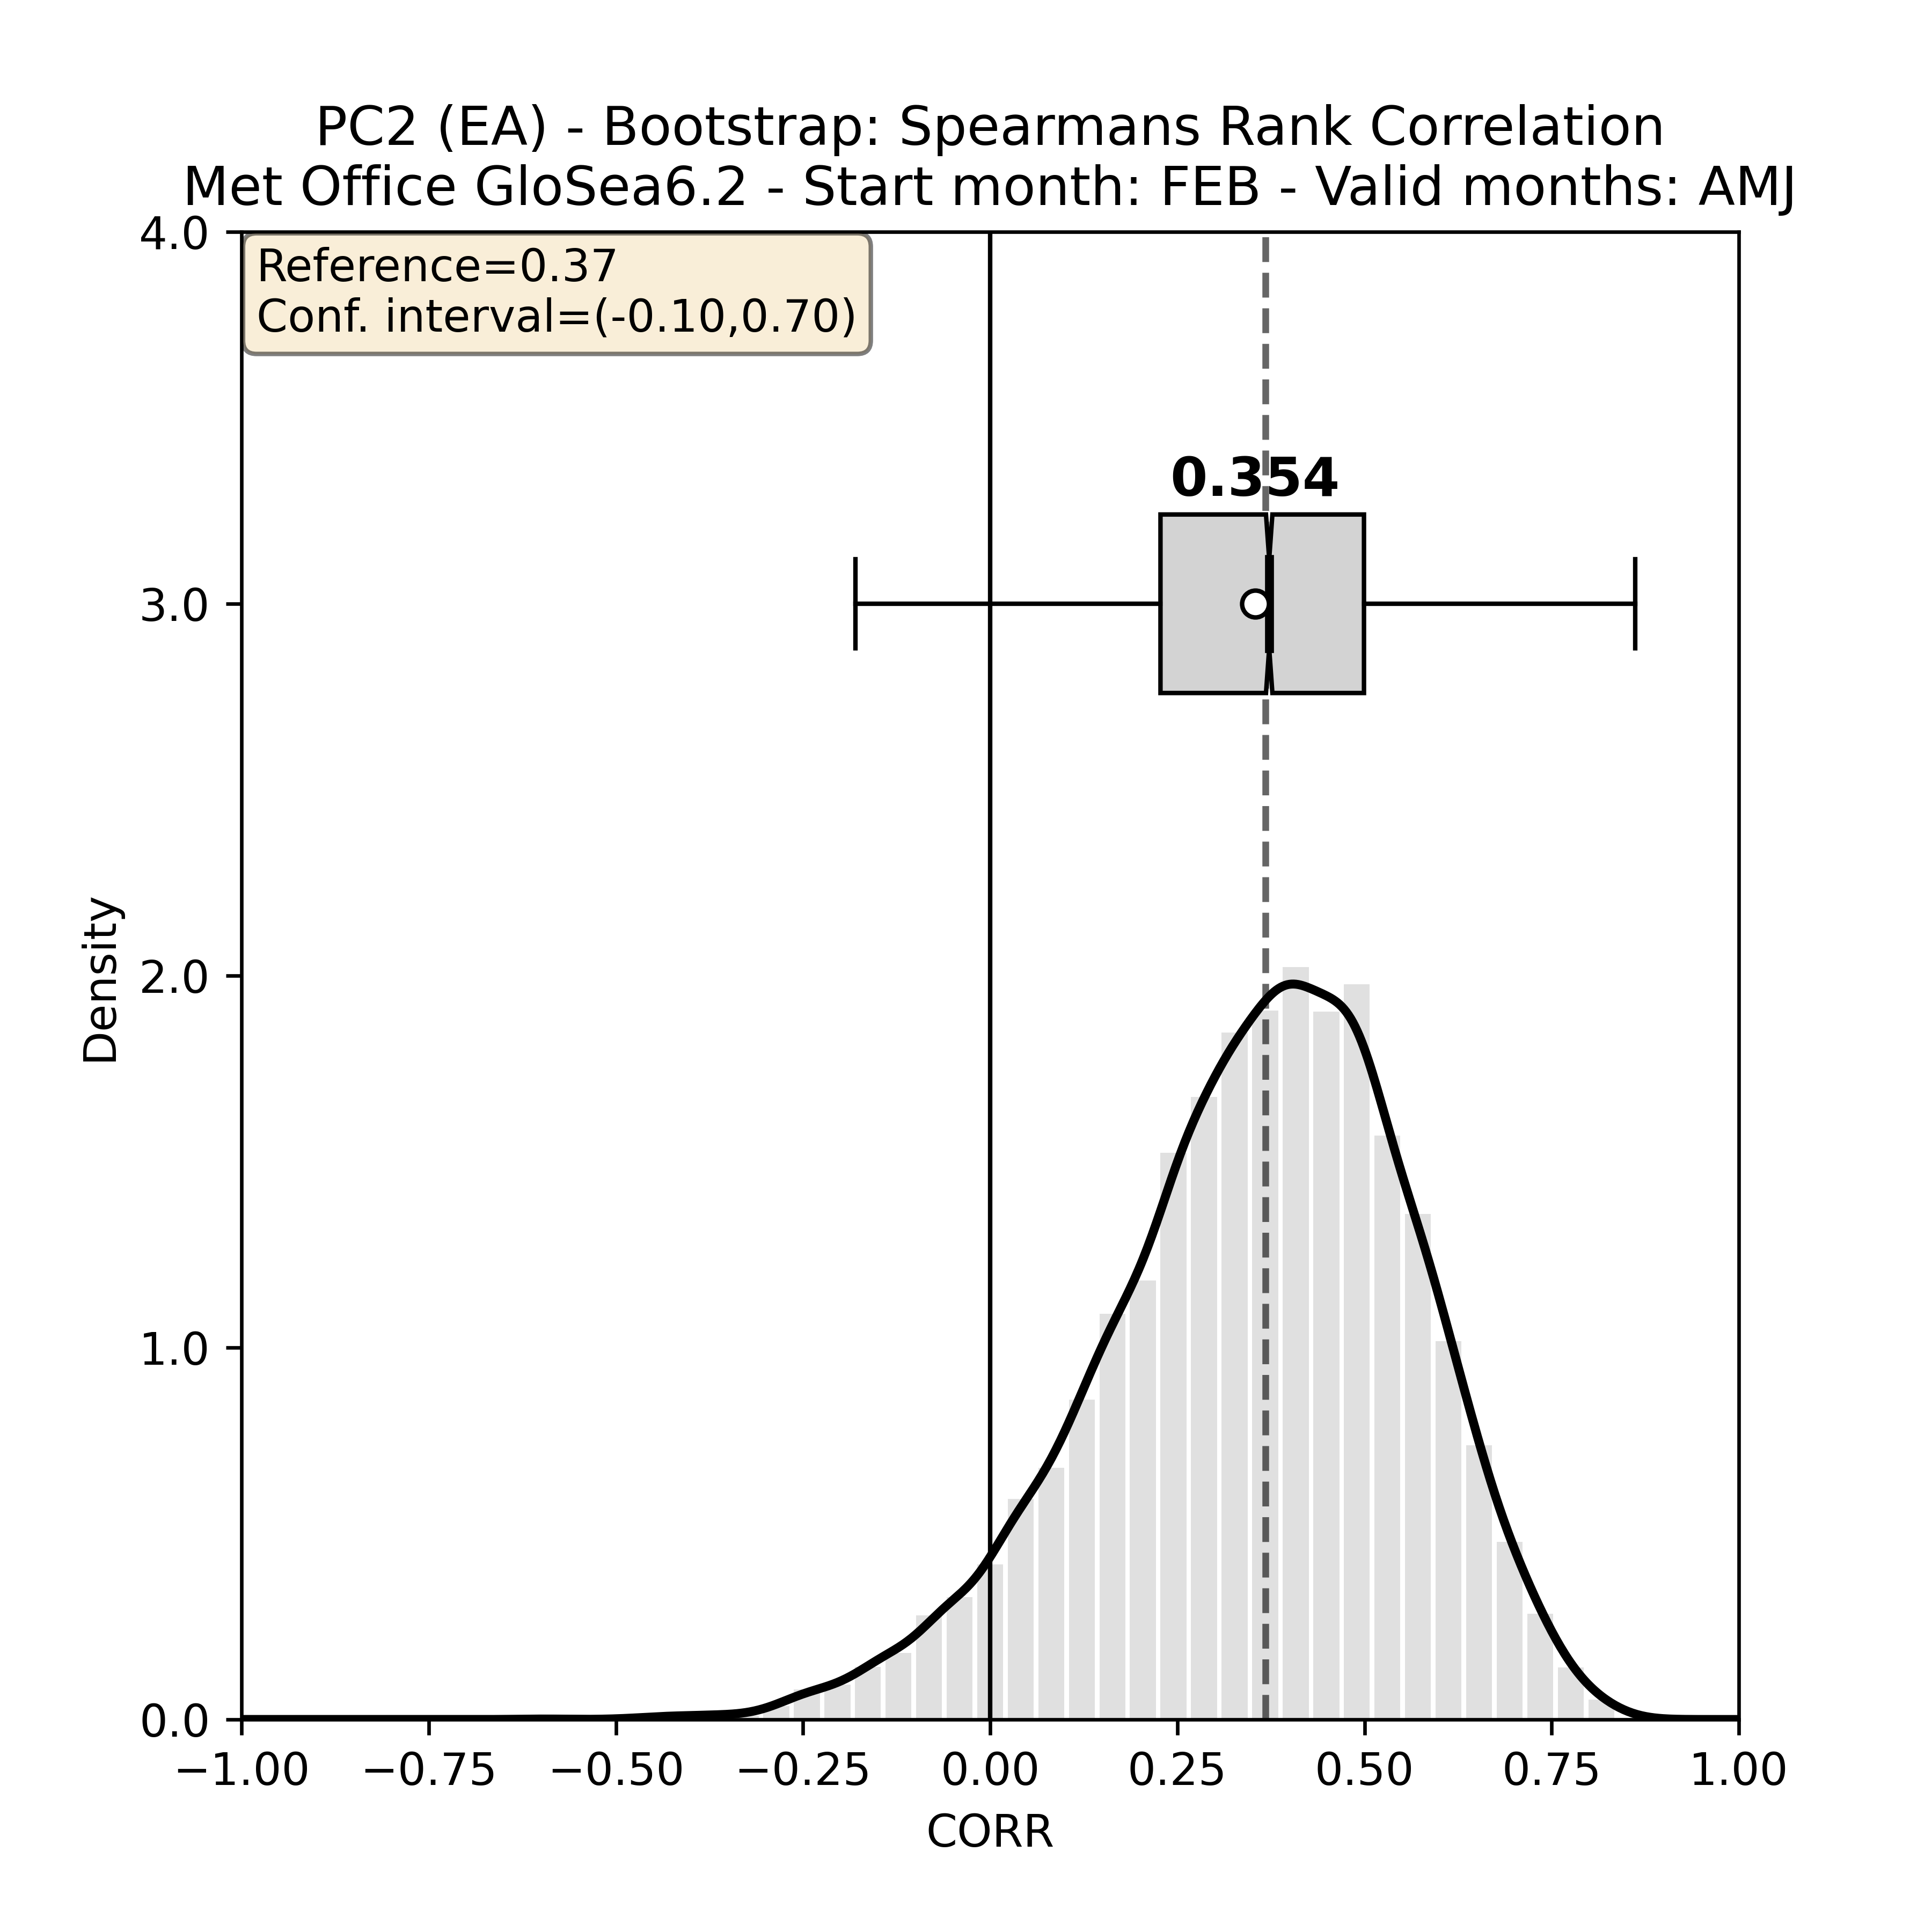 PC2 (EA) - Bootstrap: Spearmans Rank Correlation
Met Office GloSea6.2 - Start month: FEB - Valid months: AMJ
4.0
Reference=0.37
Conf. interval=(-0.10,0.70)
0.354
3.0
2.0
Density
1.0
0.0
−1.00 −0.75 −0.50 −0.25 0.00 0.25 0.50 0.75 1.00
CORR